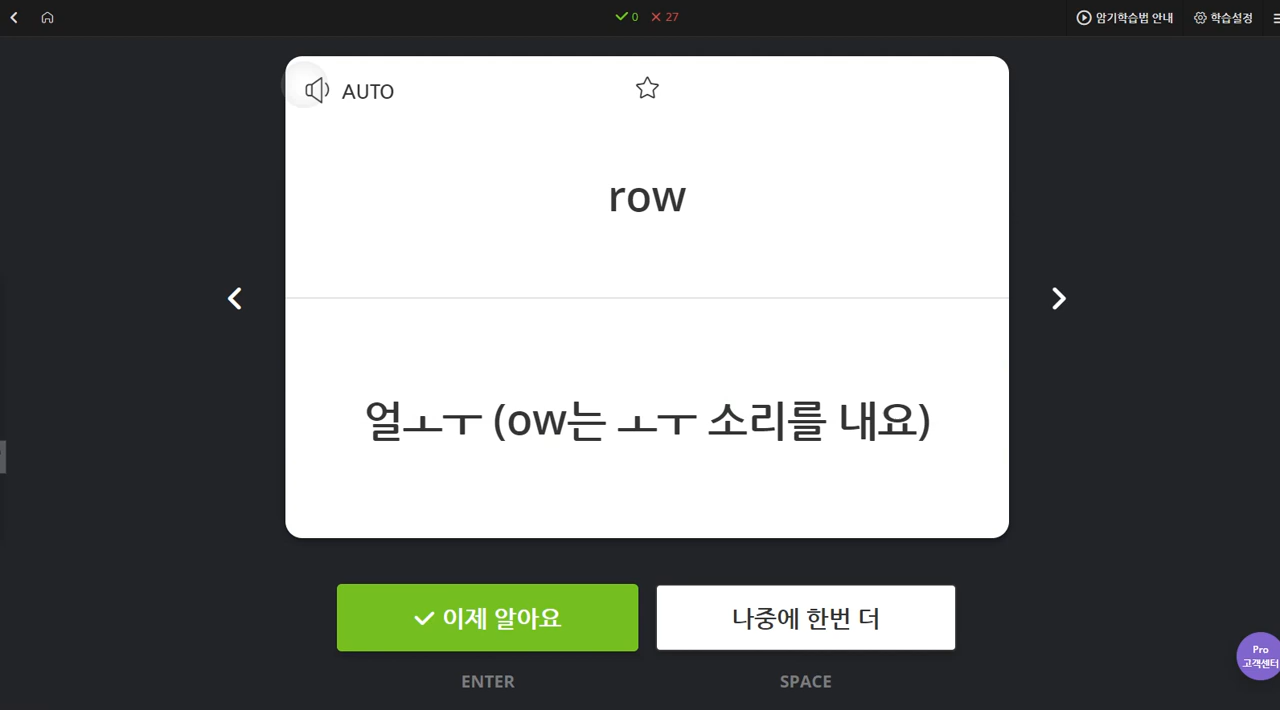 0 27 암기학습법 안내 학습설정
AUTO
row
얼ㅗㅜ (ow는 ㅗㅜ 소리를 내요)
이제 알아요 나중에 한번 더
ENTER SPACE
Pro
고객센터